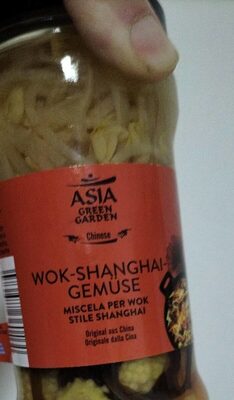 ASIA
GREEN
GARDEN
Chinese
WOK-SHANGHAI-
GEMÜSE
MISCELA PER WOK
STILE SHANGHAI
Original aus China
Originale dalla Cina